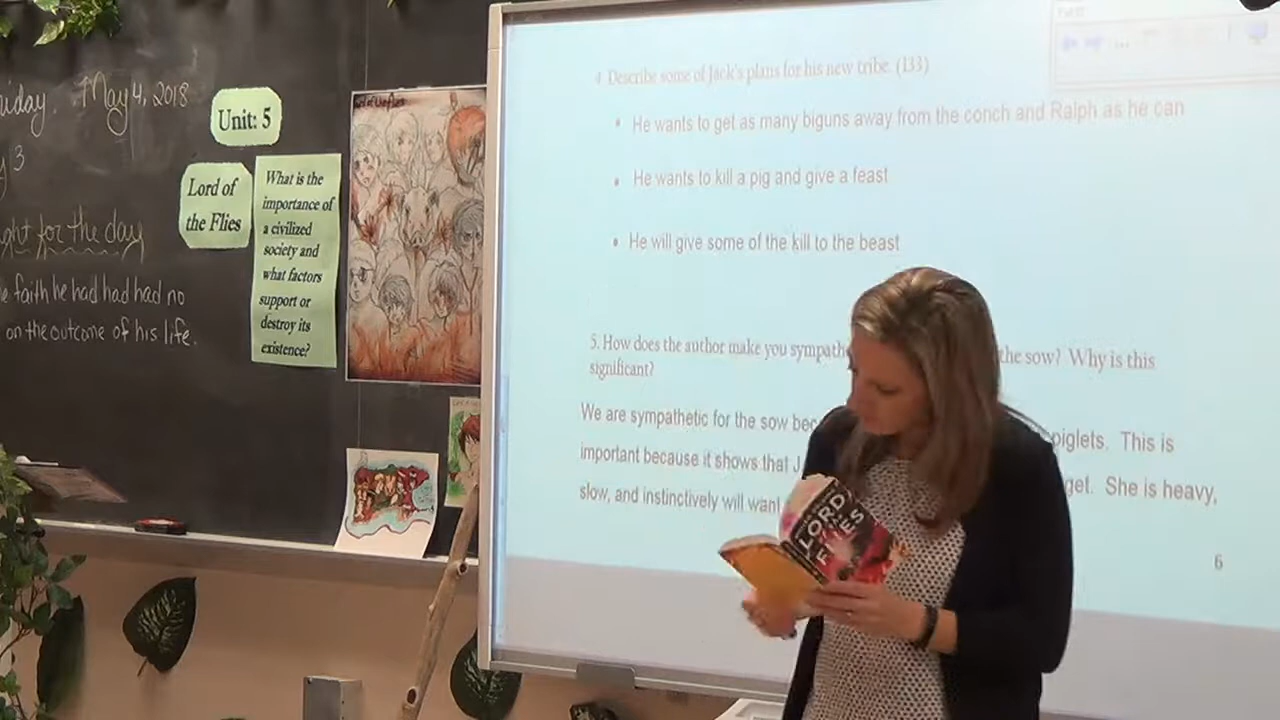 riday. May 4, 2018
3
ght for the day
e faith he had had had no
on the outcome of his life.
Unit: 5
Lord of
the Flies
What is the
importance of
a civilized
society and
what factors
support or
destroy its
existence?
4. Describe some of Jack's plans for his new tribe. (133)
• He wants to get as many biguns away from the conch and Ralph as he can
• He wants to kill a pig and give a feast
• He will give some of the kill to the beast
5. How does the author make you sympath the sow? Why is this
significant?
We are sympathetic for the sow bec piglets. This is
important because it shows that J get. She is heavy,
slow, and instinctively will want
6
LORD
FLIES